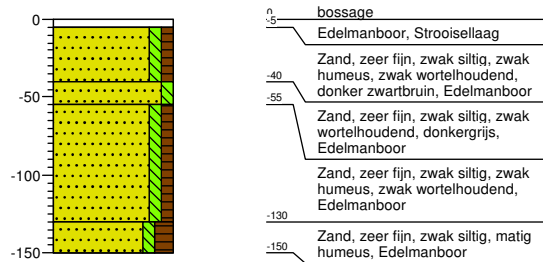 0
-50
-100
-150
0
bossage
-5
Edelmanboor, Strooisellaag
Zand, zeer fijn, zwak siltig, zwak
humeus, zwak wortelhoudend,
donker zwartbruin, Edelmanboor
-40
-55
Zand, zeer fijn, zwak siltig, zwak
wortelhoudend, donkergrijs,
Edelmanboor
Zand, zeer fijn, zwak siltig, zwak
humeus, zwak wortelhoudend,
Edelmanboor
-130
Zand, zeer fijn, zwak siltig, matig
humeus, Edelmanboor
-150